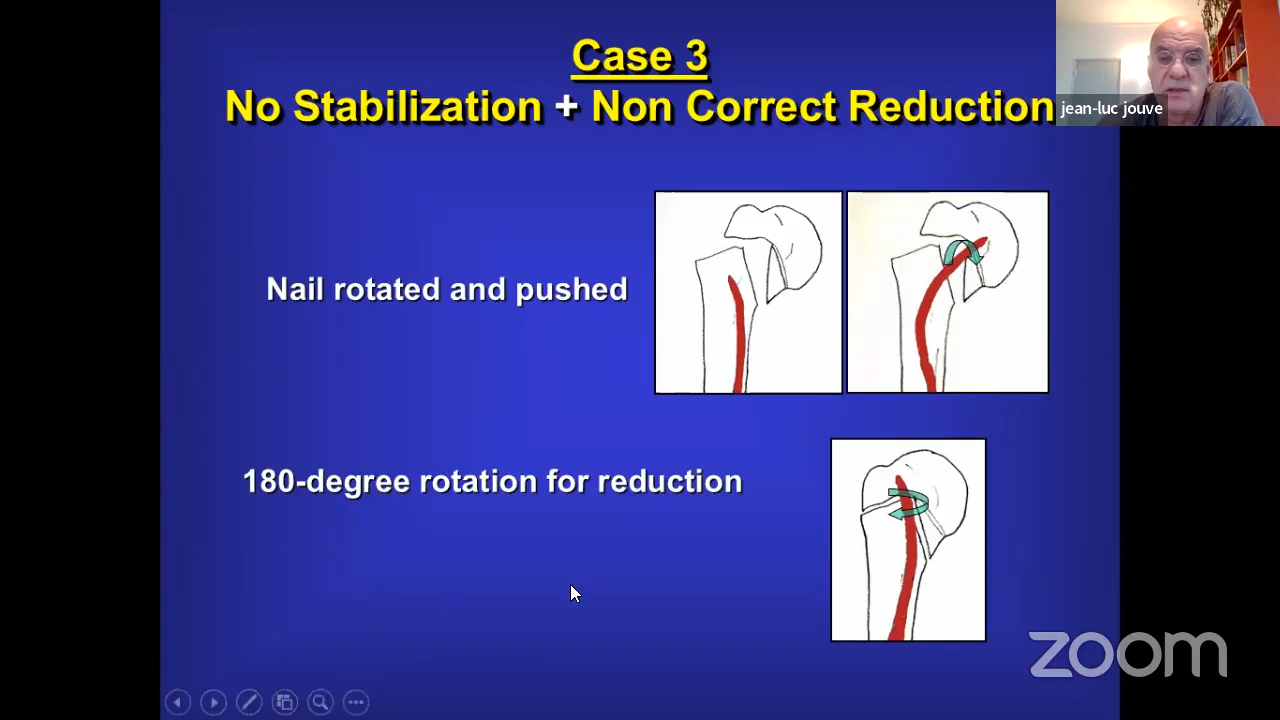 Case 3
No Stabilization + Non Correct Reduction
jean-luc jouve
Nail rotated and pushed
180-degree rotation for reduction
zoom